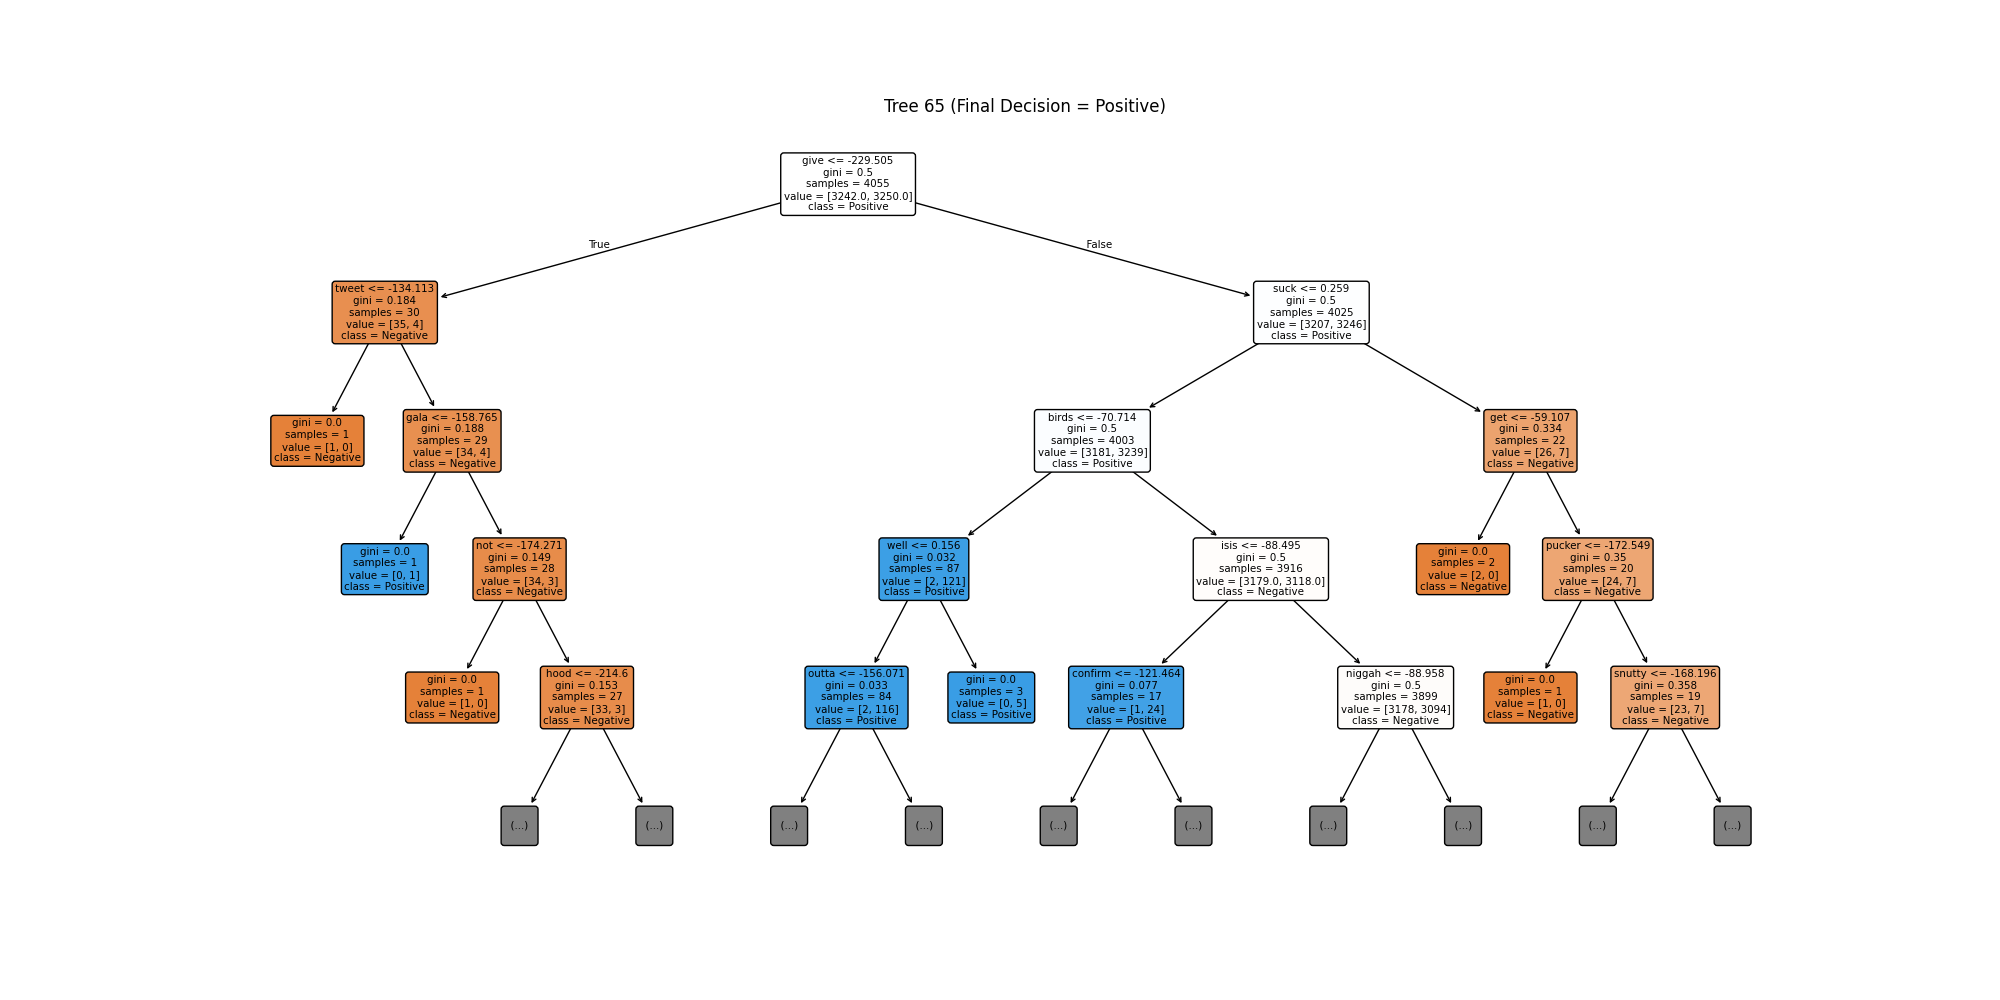 Tree 65 (Final Decision = Positive)
give <= -229.505
gini = 0.5
samples = 4055
value = [3242.0, 3250.0]
class = Positive
True
False
tweet <= -134.113
gini = 0.184
samples = 30
value = [35, 4]
class = Negative
suck <= 0.259
gini = 0.5
samples = 4025
value = [3207, 3246]
class = Positive
gini = 0.0
samples = 1
value = [1, 0]
class = Negative
gala <= -158.765
gini = 0.188
samples = 29
value = [34, 4]
class = Negative
birds <= -70.714
gini = 0.5
samples = 4003
value = [3181, 3239]
class = Positive
get <= -59.107
gini = 0.334
samples = 22
value = [26, 7]
class = Negative
gini = 0.0
samples = 1
value = [0, 1]
class = Positive
not <= -174.271
gini = 0.149
samples = 28
value = [34, 3]
class = Negative
well <= 0.156
gini = 0.032
samples = 87
value = [2, 121]
class = Positive
isis <= -88.495
gini = 0.5
samples = 3916
value = [3179.0, 3118.0]
class = Negative
gini = 0.0
samples = 2
value = [2, 0]
class = Negative
pucker <= -172.549
gini = 0.35
samples = 20
value = [24, 7]
class = Negative
gini = 0.0
samples = 1
value = [1, 0]
class = Negative
hood <= -214.6
gini = 0.153
samples = 27
value = [33, 3]
class = Negative
outta <= -156.071
gini = 0.033
samples = 84
value = [2, 116]
class = Positive
gini = 0.0
samples = 3
value = [0, 5]
class = Positive
confirm <= -121.464
gini = 0.077
samples = 17
value = [1, 24]
class = Positive
niggah <= -88.958
gini = 0.5
samples = 3899
value = [3178, 3094]
class = Negative
gini = 0.0
samples = 1
value = [1, 0]
class = Negative
snutty <= -168.196
gini = 0.358
samples = 19
value = [23, 7]
class = Negative
(...)
(...)
(...)
(...)
(...)
(...)
(...)
(...)
(...)
(...)